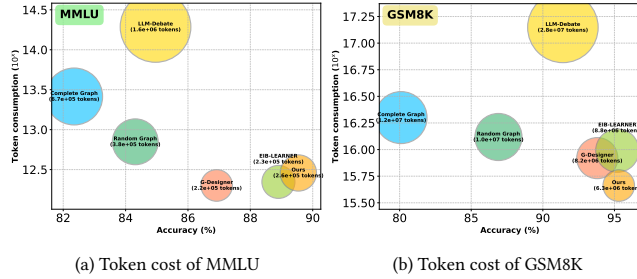 MMLU
Token consumption (10^x)
14.5
14.0
13.5
13.0
12.5
LLM-Debate
(1.6e+06 tokens)
Complete Graph
(6.7e+05 tokens)
Random Graph
(3.8e+05 tokens)
EIB-LEARNER
(2.3e+05 tokens)
G-Designer
(2.2e+05 tokens)
Ours
(2.6e+05 tokens)
82 84 86 88 90
Accuracy (%)
(a) Token cost of MMLU
GSM8K
Token consumption (10^x)
17.25
17.00
16.75
16.50
16.25
16.00
15.75
15.50
LLM-Debate
(2.8e+07 tokens)
Complete Graph
(1.2e+07 tokens)
Random Graph
(1.0e+07 tokens)
EIB-LEARNER
(8.8e+06 tokens)
G-Designer
(8.2e+06 tokens)
Ours
(6.3e+06 tokens)
80 85 90 95
Accuracy (%)
(b) Token cost of GSM8K